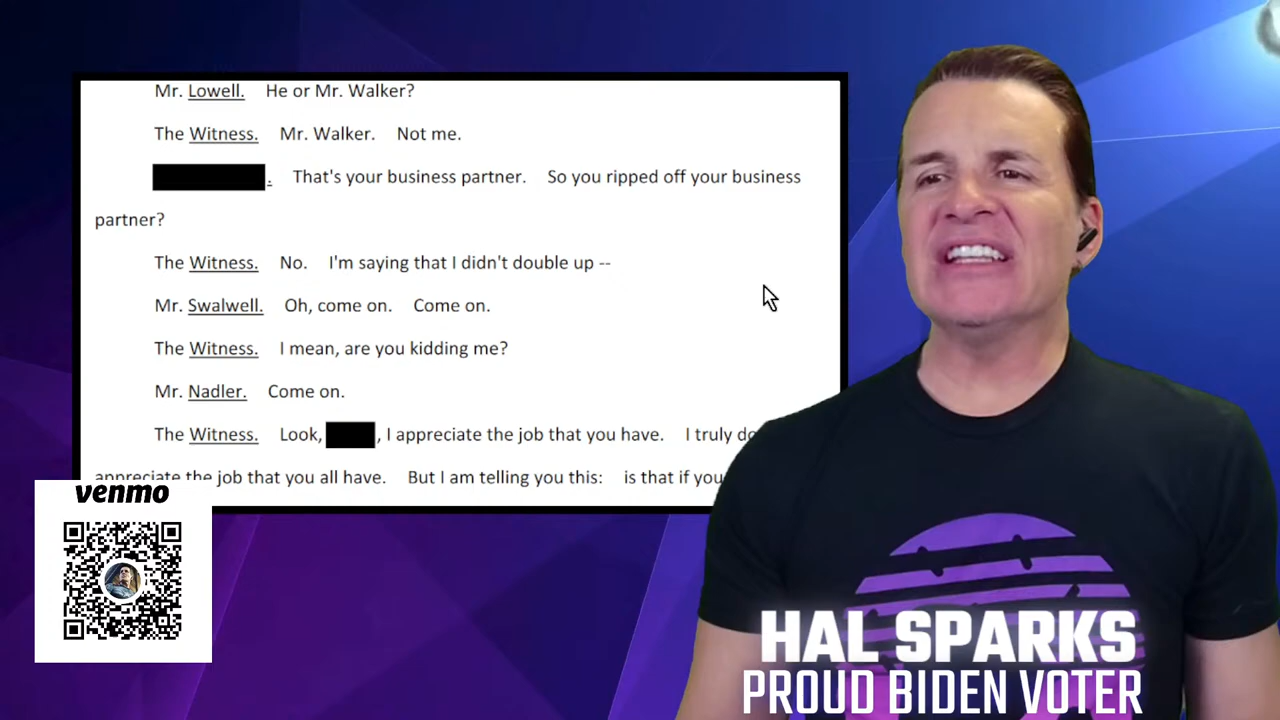 Mr. Lowell. He or Mr. Walker?
The Witness. Mr. Walker. Not me.
. That's your business partner. So you ripped off your business
partner?
The Witness. No. I'm saying that I didn't double up --
Mr. Swalwell. Oh, come on. Come on.
The Witness. I mean, are you kidding me?
Mr. Nadler. Come on.
The Witness. Look, , I appreciate the job that you have. I truly do
appreciate the job that you all have. But I am telling you this: is that if you
venmo
HAL SPARKS
PROUD BIDEN VOTER